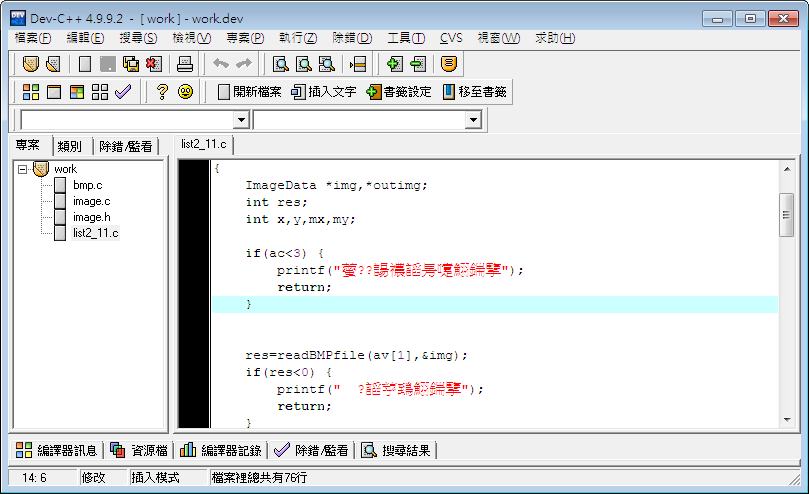 Dev-C++ 4.9.9.2 - [ work ] - work.dev
檔案(F) 編輯(E) 搜尋(S) 檢視(V) 專案(P) 執行(Z) 除錯(D) 工具(T) CVS 視窗(W) 求助(H)
開新檔案 插入文字 書籤設定 移至書籤
專案 類別 除錯/監看 list2_11.c
work
bmp.c
image.c
image.h
list2_11.c
{
ImageData *img,*outimg;
int res;
int x,y,mx,my;
if(ac<3) {
printf("
");
return;
}
res=readBMPfile(av[1],&img);
if(res<0) {
printf("
");
return;
}
編譯器訊息 資源檔 編譯器記錄 除錯/監看 搜尋結果
14: 6 修改 插入模式 檔案裡總共有76行